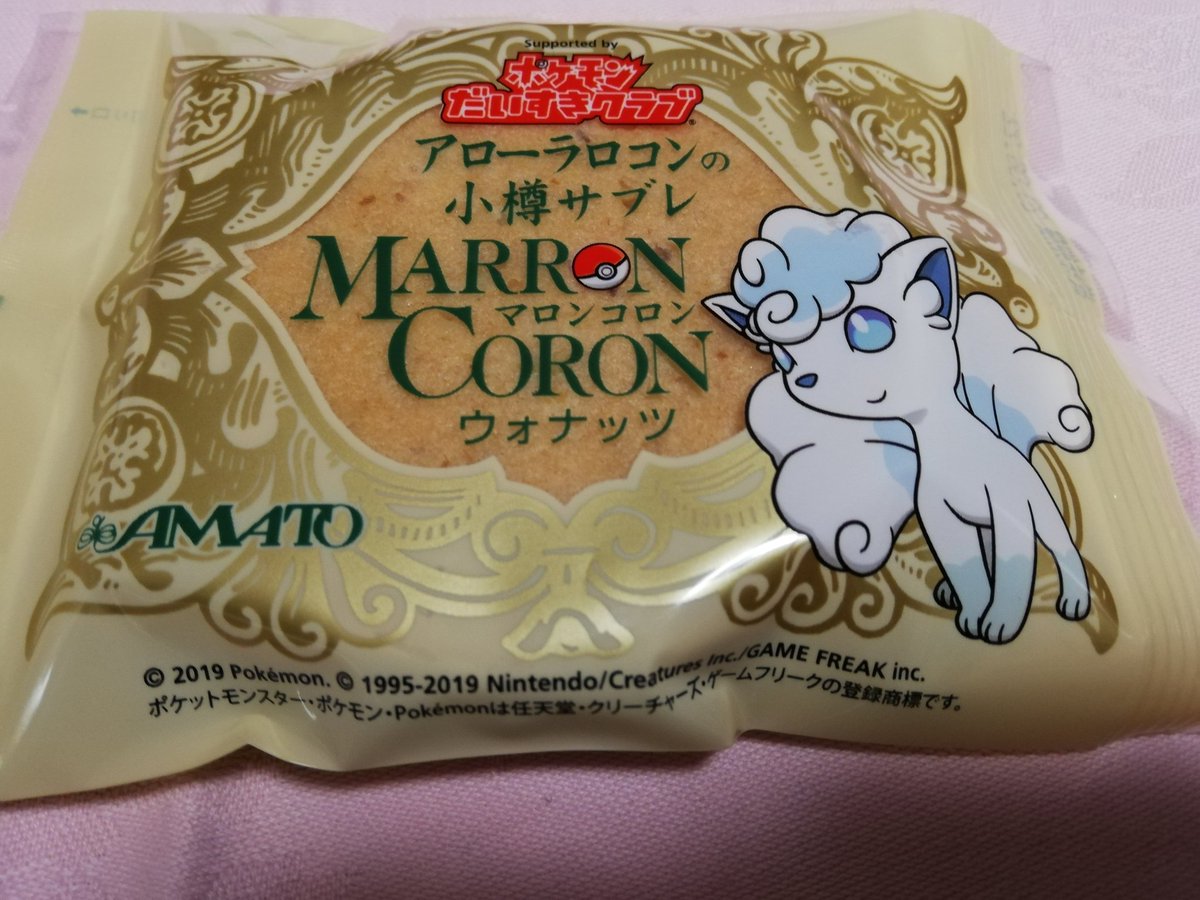 Supported by
ポケモン
だいすきクラブ®
アローラロコンの
小樽サブレ
MARRON
マロンコロン
CORON
ウォナッツ
AMATO
© 2019 Pokémon. © 1995-2019 Nintendo/Creatures Inc./GAME FREAK inc.
ポケットモンスター・ポケモン・Pokémonは任天堂・クリーチャーズ・ゲームフリークの登録商標です。